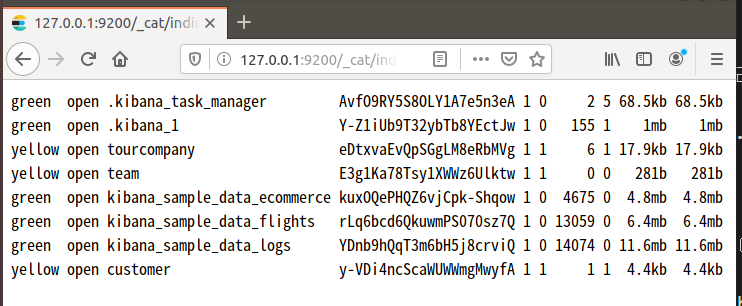 127.0.0.1:9200/_cat/indi
127.0.0.1:9200/_cat/ind
green open .kibana_task_manager AvfO9RY5S8OLY1A7e5n3eA 1 0 2 5 68.5kb 68.5kb
green open .kibana_1 Y-Z1iUb9T32ybTb8YEctJw 1 0 155 1 1mb 1mb
yellow open tourcompany eDtxvaEvQpSGgLM8eRbMVg 1 1 6 1 17.9kb 17.9kb
yellow open team E3g1Ka78Tsy1XWWz6Ulktw 1 1 0 0 281b 281b
green open kibana_sample_data_ecommerce kuxOQePHQZ6vjCpk-Shqow 1 0 4675 0 4.8mb 4.8mb
green open kibana_sample_data_flights rLq6bcd6QkuwmPSO70sz7Q 1 0 13059 0 6.4mb 6.4mb
green open kibana_sample_data_logs YDnb9hQqT3m6bH5j8crviQ 1 0 14074 0 11.6mb 11.6mb
yellow open customer y-VDi4ncScaWUWWmgMwyfA 1 1 1 1 4.4kb 4.4kb